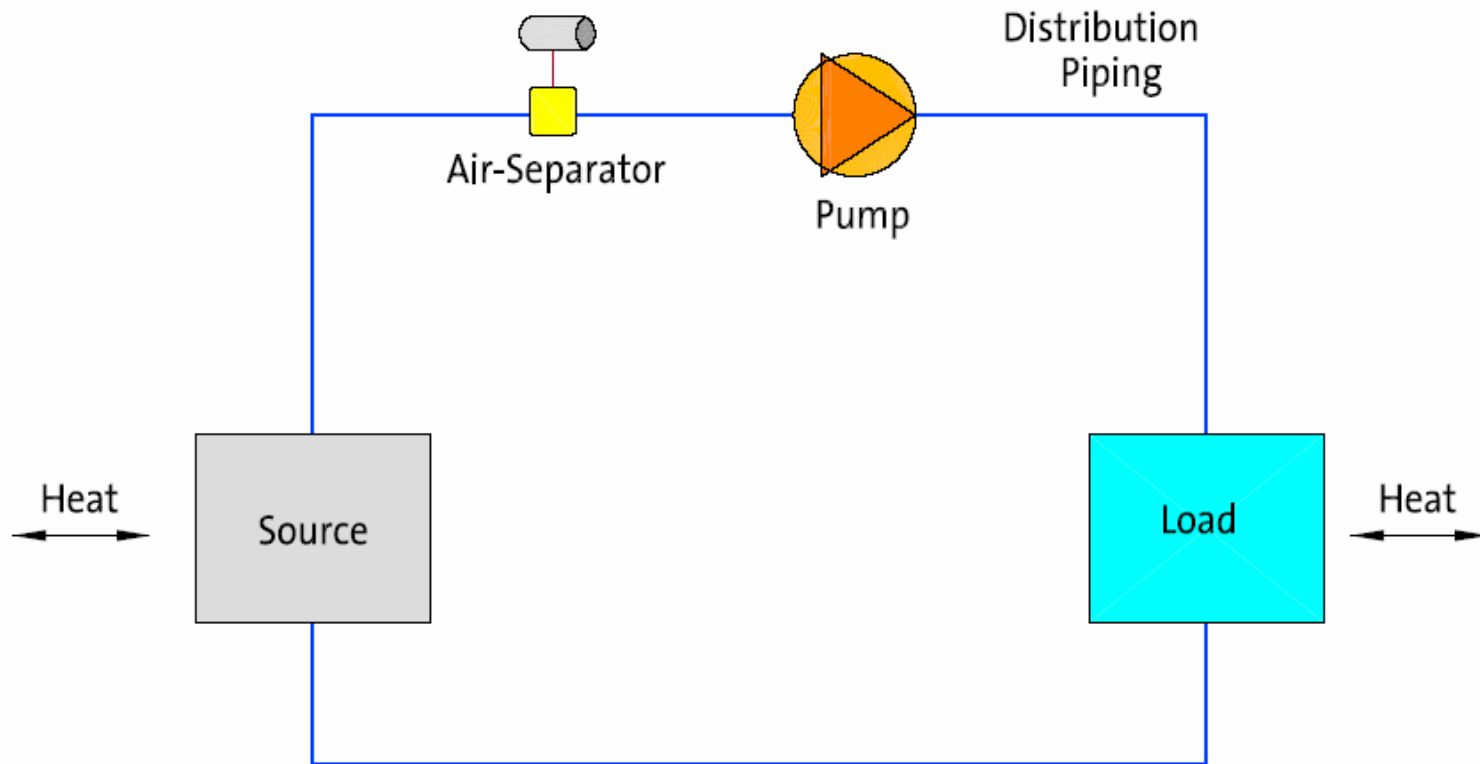 Distribution
Piping
Air-Separator
Pump
Heat
Source
Load
Heat